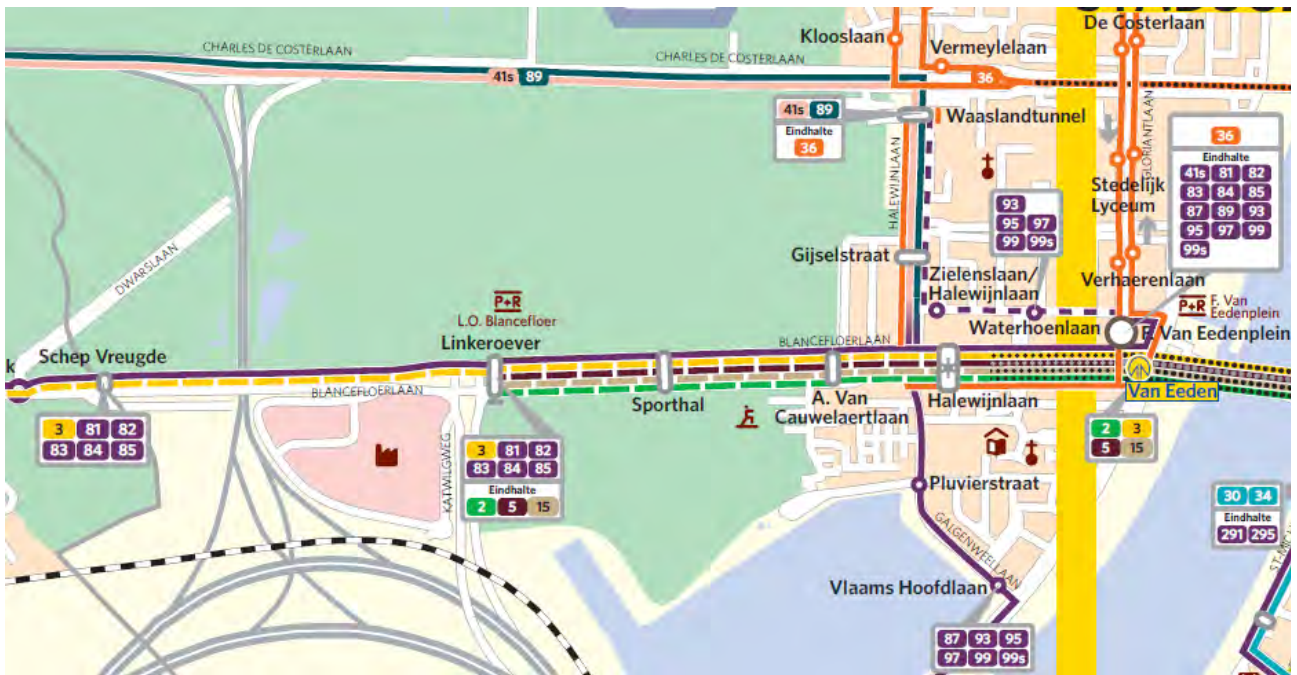 De Costerlaan
Klooslaan
Vermeylelaan
CHARLES DE COSTERLAAN
CHARLES DE COSTERLAAN
41s 89
36
41s 89
Eindhalte
36
Waaslandtunnel
HALEWIJNLAAN
GLORIANTLAAN
36
Eindhalte
41s 81 82
83 84 85
87 89 93
95 97 99
99s
Stedelijk
Lyceum
93
95 97
99 99s
DWARSLAAN
Gijselstraat
Zielenslaan/
Halewijnlaan
Verhaerenlaan
P+R
L.O. Blancefloer
Linkeroever
Waterhoenlaan
P+R F. Van
Eedenplein
F. Van Eedenplein
BLANCEFLOERLAAN
k
Schep Vreugde
BLANCEFLOERLAAN
Sporthal
A. Van
Cauwelaertlaan
Halewijnlaan
Van Eeden
3 81 82
83 84 85
KATWILGWEG
3 81 82
83 84 85
Eindhalte
2 5 15
2 3
5 15
Pluvierstraat
GALGENWEELLAAN
30 34
Eindhalte
291 295
Vlaams Hoofdlaan
87 93 95
97 99 99s